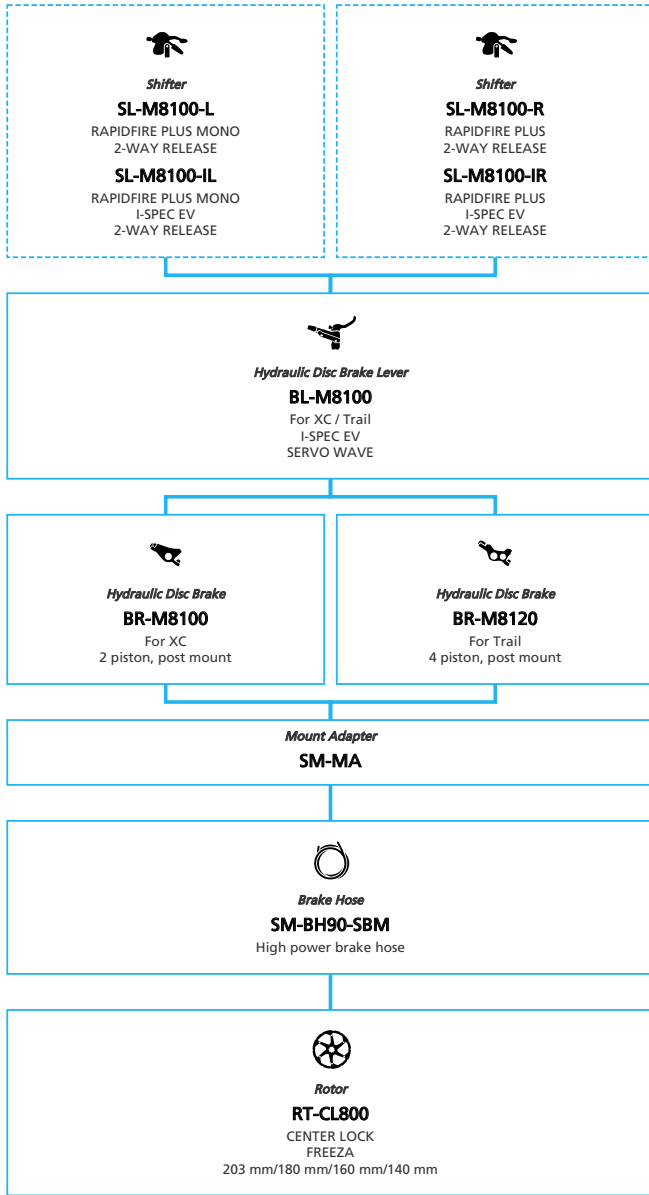 Shifter
SL-M8100-L
RAPIDFIRE PLUS MONO
2-WAY RELEASE
SL-M8100-IL
RAPIDFIRE PLUS MONO
I-SPEC EV
2-WAY RELEASE
Shifter
SL-M8100-R
RAPIDFIRE PLUS
2-WAY RELEASE
SL-M8100-IR
RAPIDFIRE PLUS
I-SPEC EV
2-WAY RELEASE
Hydraulic Disc Brake Lever
BL-M8100
For XC / Trail
I-SPEC EV
SERVO WAVE
Hydraulic Disc Brake
BR-M8100
For XC
2 piston, post mount
Hydraulic Disc Brake
BR-M8120
For Trail
4 piston, post mount
Mount Adapter
SM-MA
Brake Hose
SM-BH90-SBM
High power brake hose
Rotor
RT-CL800
CENTER LOCK
FREEZA
203 mm/180 mm/160 mm/140 mm